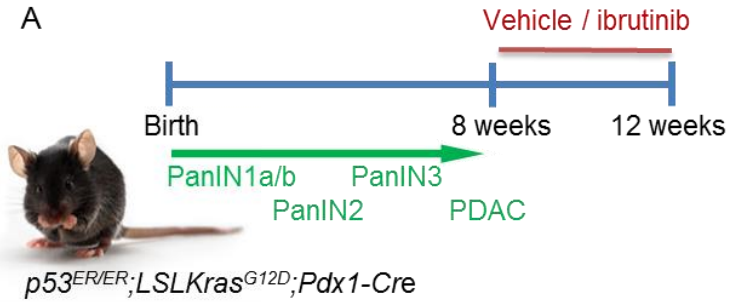 A
Vehicle / ibrutinib
Birth
8 weeks
12 weeks
PanIN1a/b
PanIN3
PanIN2
PDAC
p53ER/ER;LSLKrasG12D;Pdx1-Cre